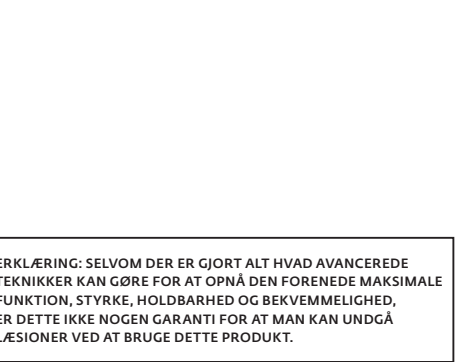 ERKLÆRING: SELVOM DER ER GJORT ALT HVAD AVANCEREDE
TEKNIKKER KAN GØRE FOR AT OPNÅ DEN FORENEDE MAKSIMALE
FUNKTION, STYRKE, HOLDBARHED OG BEKVEMMELIGHED,
ER DETTE IKKE NOGEN GARANTI FOR AT MAN KAN UNDGÅ
LÆSIONER VED AT BRUGE DETTE PRODUKT.